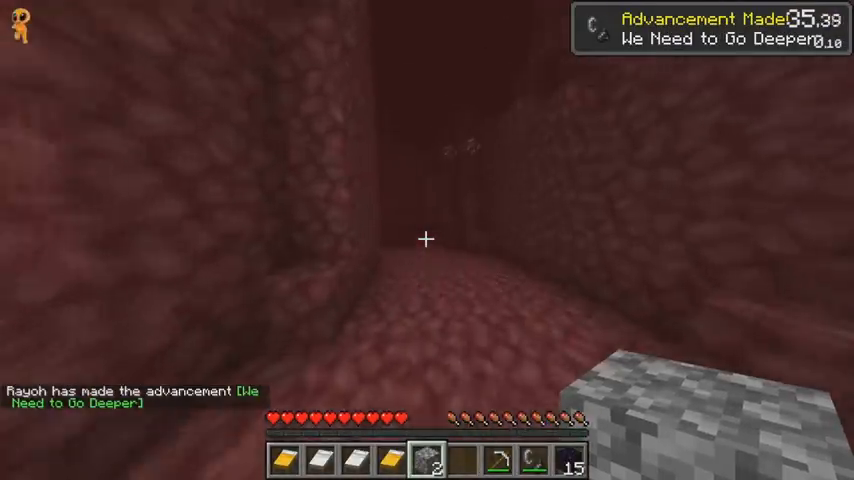 Advancement Made
35.39
We Need to Go Deeper
0.10
Rayoh has made the advancement [We
Need to Go Deeper]
2
15